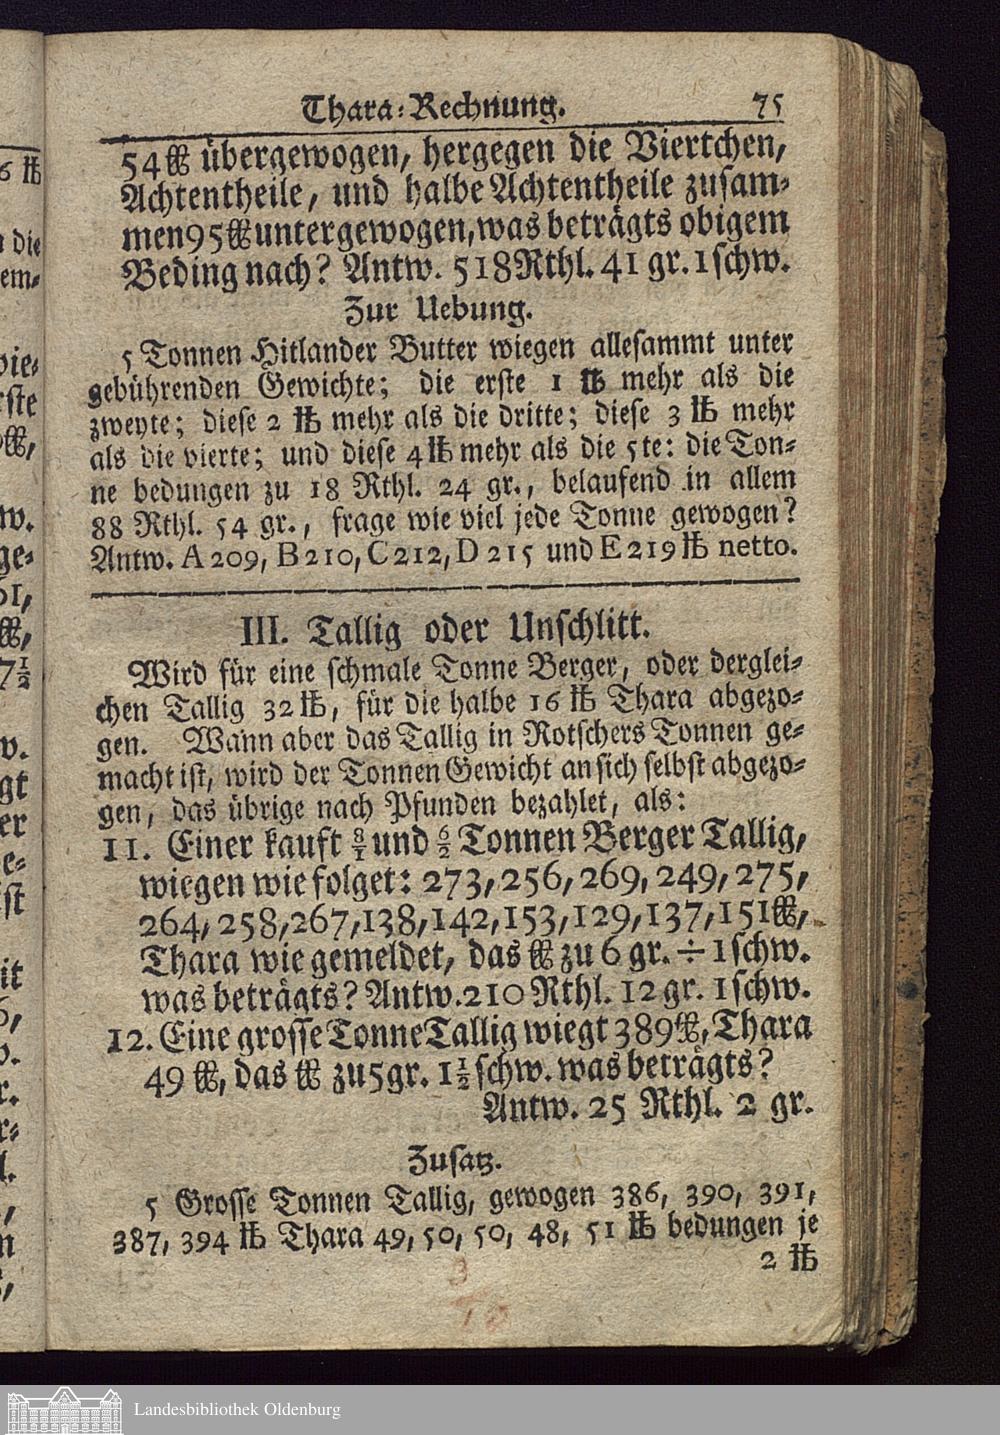 Thara-Rechnung. 75
54 ℔ übergewogen, hergegen die Viertchen,
Achtentheile, und halbe Achtentheile zusam-
men 95 ℔ untergewogen, was beträgts obigem
Beding nach? Antw. 518 Rthl. 41 gr. 1 schw.
Zur Uebung.
5 Tonnen Hitlander Butter wiegen allesammt unter
gebührenden Gewichte; die erste 1 ℔ mehr als die
zweyte; diese 2 ℔ mehr als die dritte; diese 3 ℔ mehr
als die vierte; und diese 4 ℔ mehr als die 5te: die Ton-
ne bedungen zu 18 Rthl. 24 gr., belaufend in allem
88 Rthl. 54 gr., frage wie viel jede Tonne gewogen?
Antw. A 209, B 210, C 212, D 215 und E 219 ℔ netto.
III. Tallig oder Unschlitt.
Wird für eine schmale Tonne Berger, oder derglei-
chen Tallig 32 ℔, für die halbe 16 ℔ Thara abgezo-
gen. Wann aber das Tallig in Rotschers Tonnen ge-
macht ist, wird der Tonnen Gewicht an sich selbst abgezo-
gen, das übrige nach Pfunden bezahlet, als:
11. Einer kauft 8/1 und 6/2 Tonnen Berger Tallig,
wiegen wie folget: 273, 256, 269, 249, 275,
264, 258, 267, 138, 142, 153, 129, 137, 151 ℔,
Thara wie gemeldet, das ℔ zu 6 gr. ÷ 1 schw.
was beträgts? Antw. 210 Rthl. 12 gr. 1 schw.
12. Eine grosse Tonne Tallig wiegt 389 ℔, Thara
49 ℔, das ℔ zu 5 gr. 1 1/2 schw. was beträgts?
Antw. 25 Rthl. 2 gr.
Zusatz.
5 Grosse Tonnen Tallig, gewogen 386, 390, 391,
387, 394 ℔ Thara 49, 50, 50, 48, 51 ℔ bedungen je
2 ℔
Landesbibliothek Oldenburg